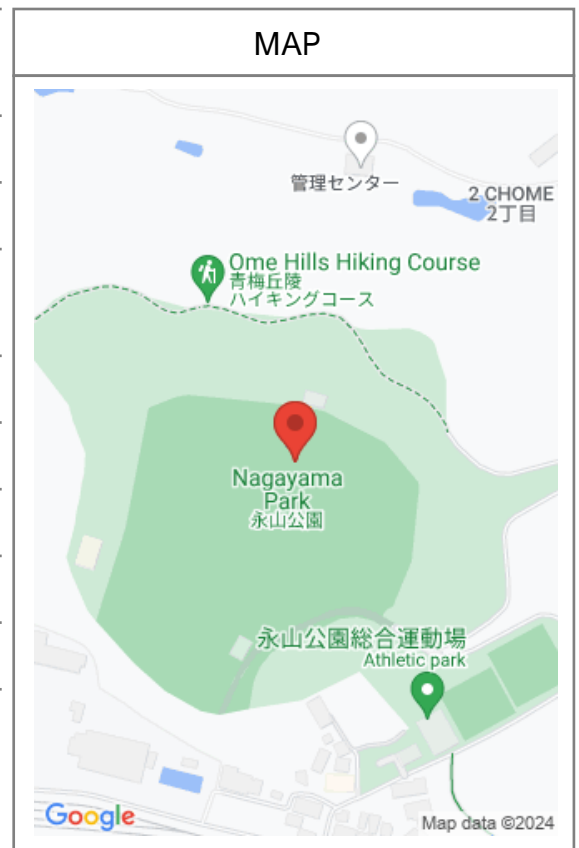 MAP
管理センター
2 CHOME
2丁目
Ome Hills Hiking Course
青梅丘陵
ハイキングコース
Nagayama
Park
永山公園
永山公園総合運動場
Athletic park
Google
Map data ©2024